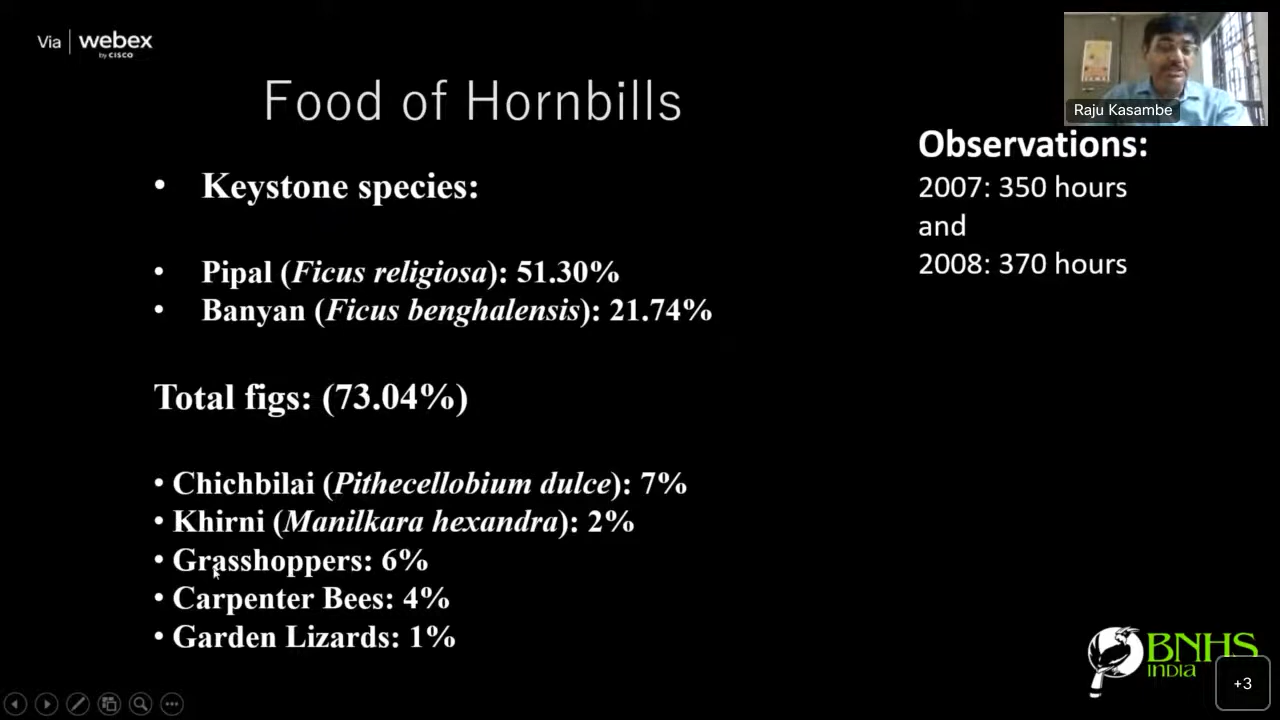 Via | webex
by CISCO
Raju Kasambe
Food of Hornbills
Observations:
2007: 350 hours
and
2008: 370 hours
• Keystone species:
• Pipal (Ficus religiosa): 51.30%
• Banyan (Ficus benghalensis): 21.74%
Total figs: (73.04%)
• Chichbilai (Pithecellobium dulce): 7%
• Khirni (Manilkara hexandra): 2%
• Grasshoppers: 6%
• Carpenter Bees: 4%
• Garden Lizards: 1%
BNHS
INDIA
+3